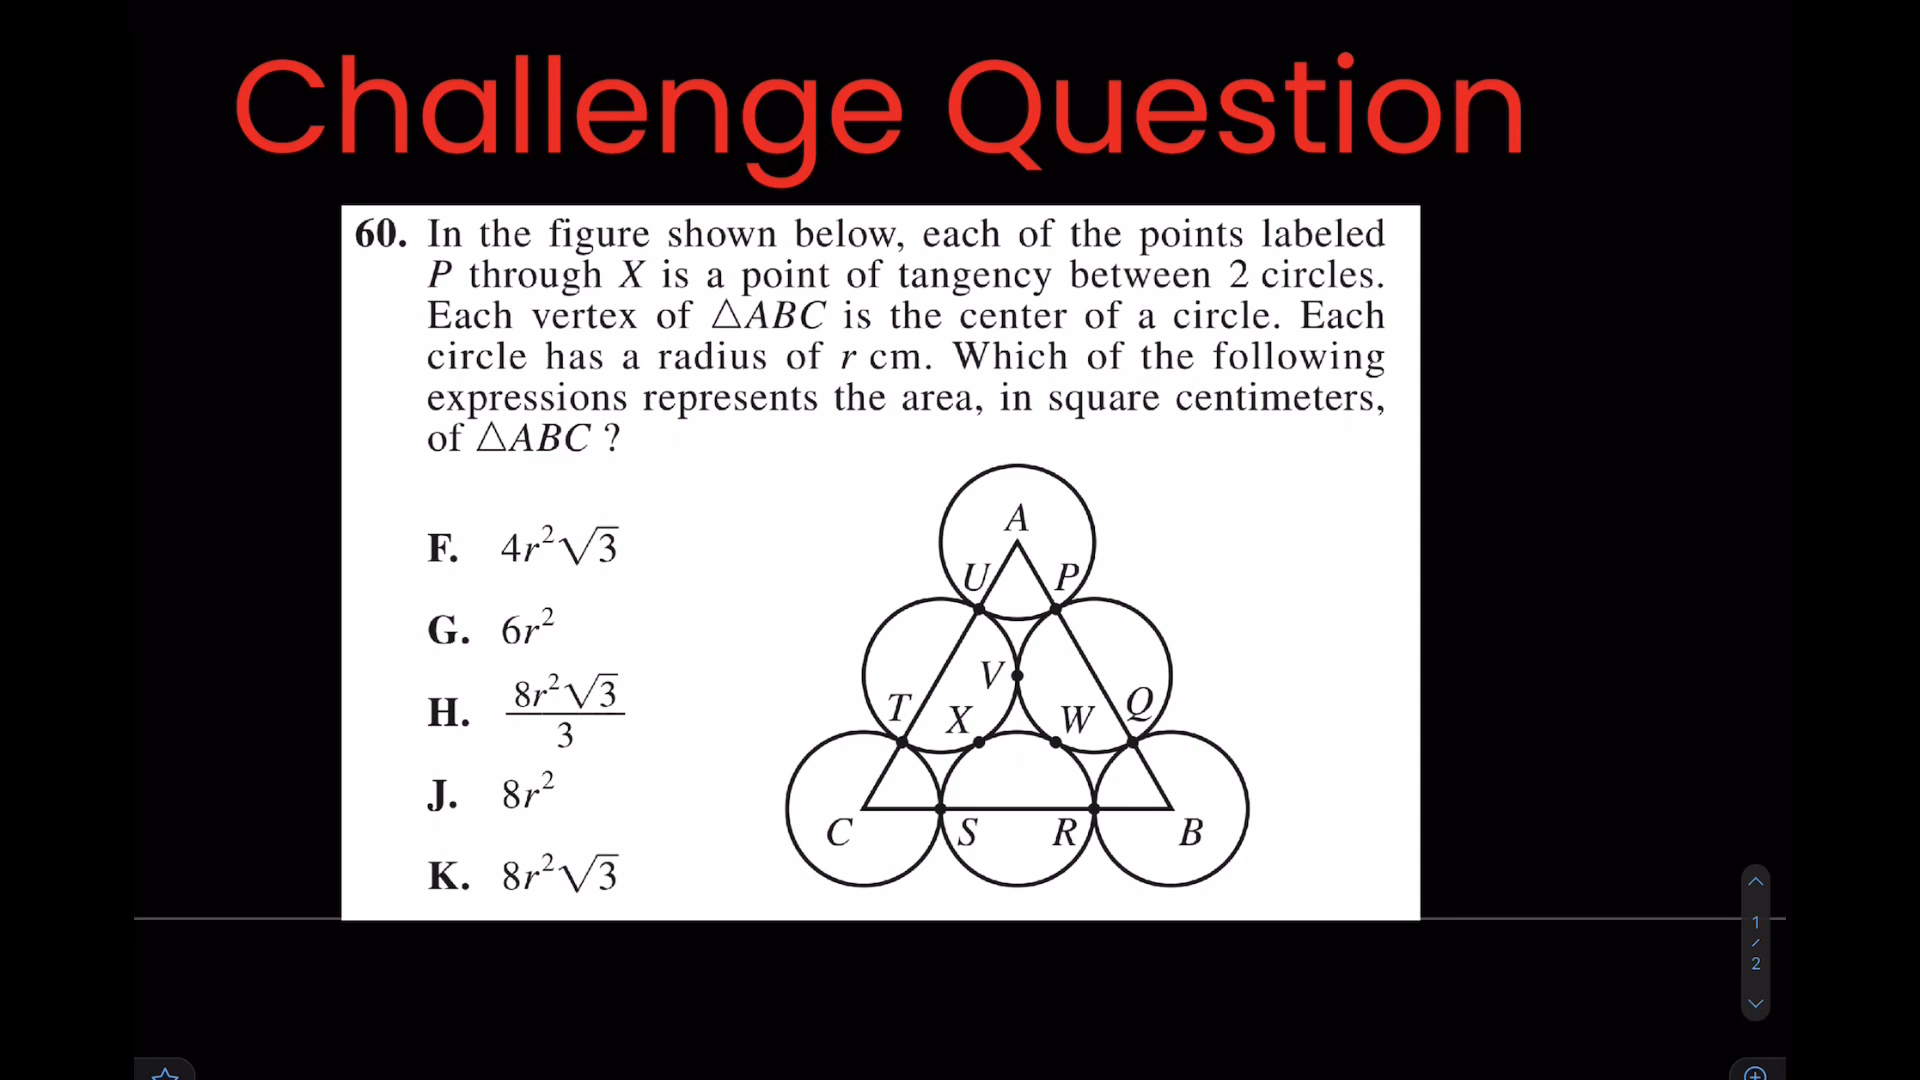 Challenge Question
60. In the figure shown below, each of the points labeled
P through X is a point of tangency between 2 circles.
Each vertex of △ABC is the center of a circle. Each
circle has a radius of r cm. Which of the following
expressions represents the area, in square centimeters,
of △ABC ?
F. 4r²√3
G. 6r²
H. 8r²√3
3
J. 8r²
K. 8r²√3
A
U P
V
T X W Q
C S R B
1
/
2